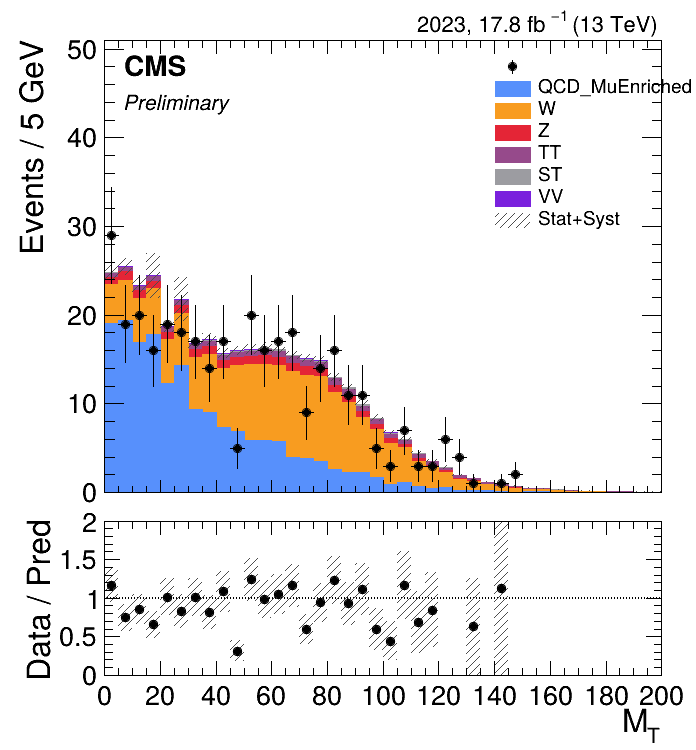 2023, 17.8 fb⁻¹ (13 TeV)
CMS
Preliminary
QCD_MuEnriched
W
Z
TT
ST
VV
Stat+Syst
Events / 5 GeV
50
40
30
20
10
0
Data / Pred
2
1.5
1
0.5
0
0 20 40 60 80 100 120 140 160 180 200
M_T